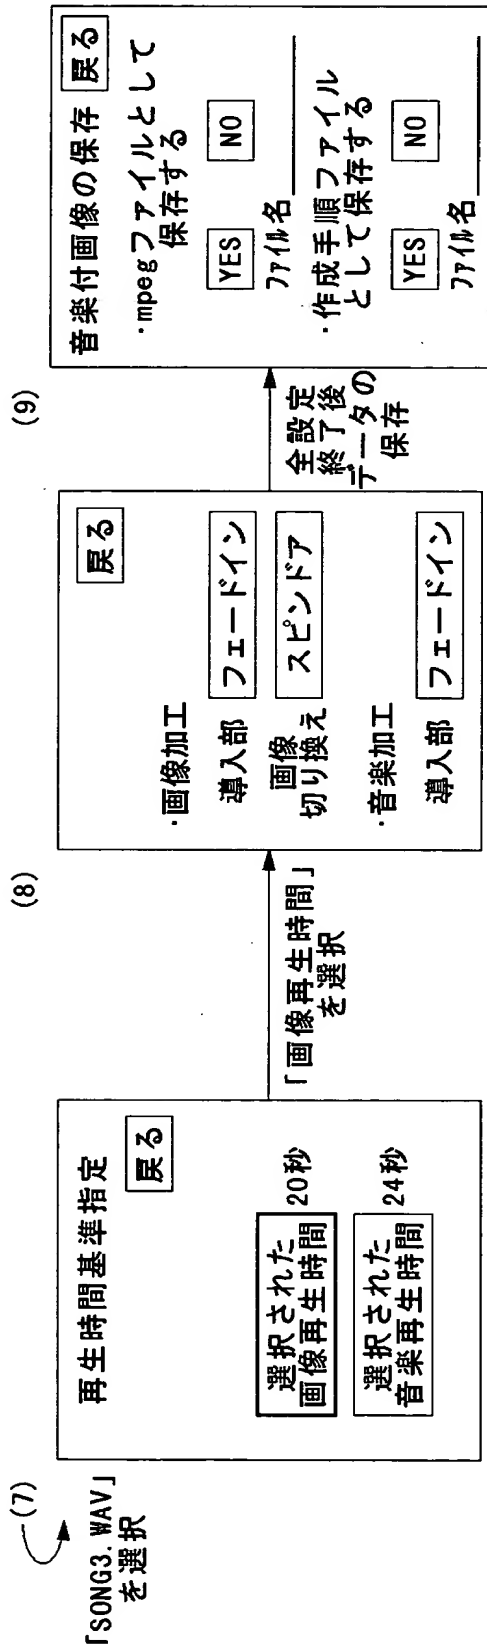 (7)
「SONG3. WAV」
を選択
再生時間基準指定
戻る
選択された
画像再生時間
20秒
選択された
音楽再生時間
24秒
「画像再生時間」
を選択
(8)
戻る
・画像加工
導入部
フェードイン
画像
切り換え
スピンドア
・音楽加工
導入部
フェードイン
全設定
終了後
データの
保存
(9)
音楽付画像の保存
戻る
・mpegファイルとして
保存する
YES
NO
ファイル名
・作成手順ファイル
として保存する
YES
NO
ファイル名